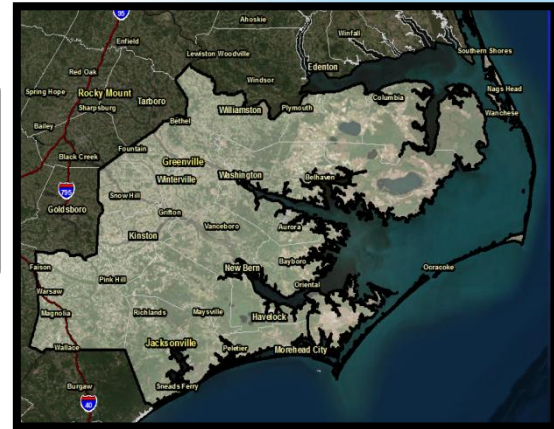 95
Ahoskie
Enfield
Winfall
Lewiston Woodville
Southern Shores
Edenton
Red Oak
Windsor
Nags Head
Spring Hope
Rocky Mount
Columbia
Tarboro
Sharpsburg
Williamston
Plymouth
Wanchese
Bailey
Bethel
Fountain
Black Creek
Greenville
Winterville
Washington
Belhaven
795
Snow Hill
Goldsboro
Grifton
Vanceboro
Aurora
Kinston
Bayboro
Faison
New Bern
Ocracoke
Pink Hill
Oriental
Warsaw
Magnolia
Richlands
Maysville
Havelock
Wallace
Jacksonville
Peletier
Morehead City
Burgaw
Sneads Ferry
40